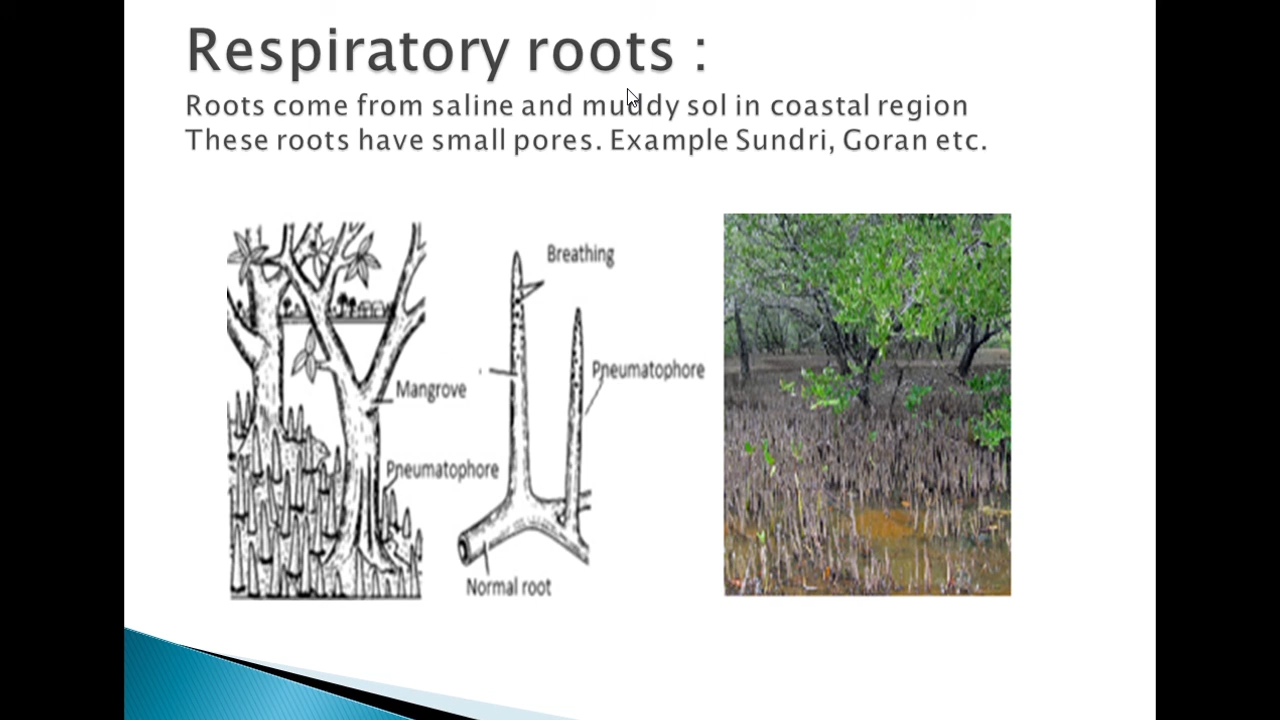 Respiratory roots :
Roots come from saline and muddy sol in coastal region
These roots have small pores. Example Sundri, Goran etc.
Breathing
Pneumatophore
Mangrove
Pneumatophore
Normal root